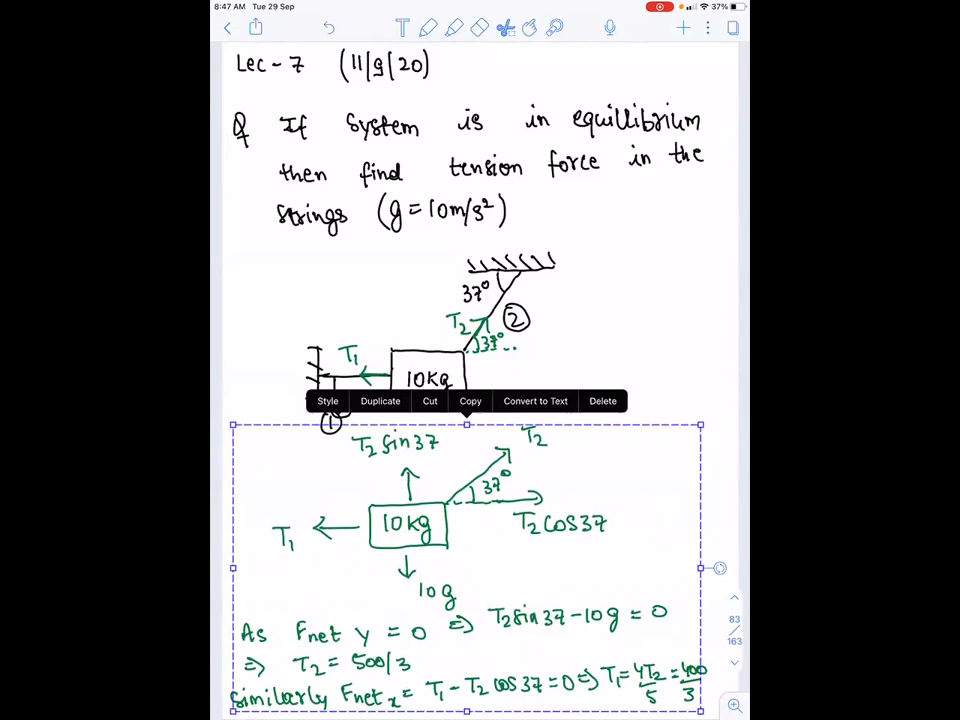 8:47 AM Tue 29 Sep
37%
Lec - 7 (11/9/20)
Q If system is in equillibrium
then find tension force in the
strings (g = 10m/s²)
37°
T₂
2
37°
T₁
10Kg
Style Duplicate Cut Copy Convert to Text Delete
1
T₂ sin 37
T₂
37°
T₁
10Kg
T₂ cos 37
10g
As Fnet y = 0 ⇒ T₂ sin 37 - 10g = 0
⇒ T₂ = 500/3
Similarly Fnet x = T₁ - T₂ cos 37 = 0 ⇒ T₁ = 4T₂/5 = 400/3
83
/
163